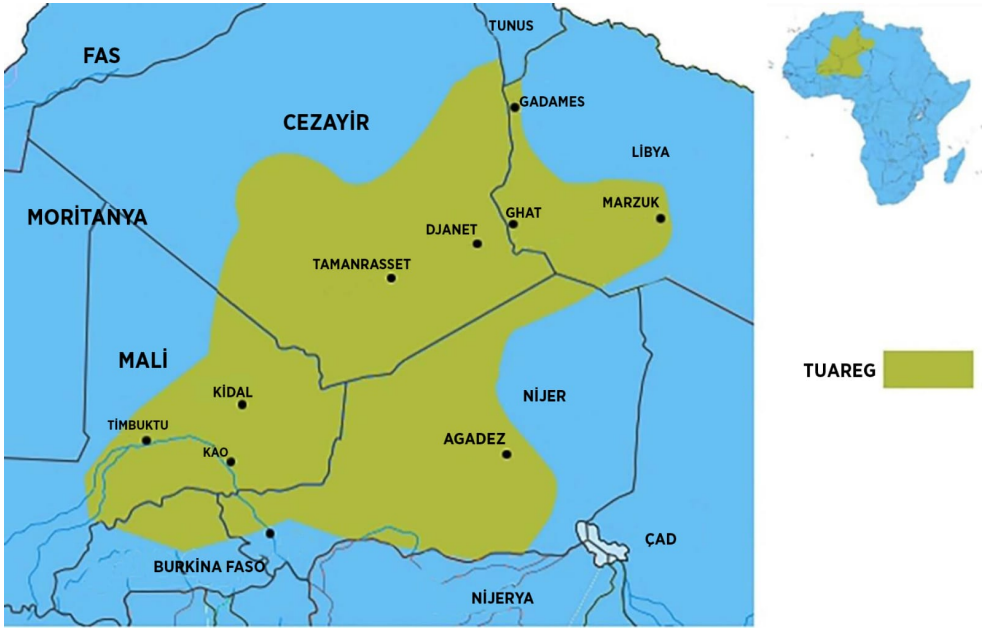 TUNUS
FAS
GADAMES
CEZAYİR
LİBYA
MARZUK
MORİTANYA
GHAT
DJANET
TAMANRASSET
MALİ
TUAREG
KİDAL
NİJER
TİMBUKTU
AGADEZ
KAO
ÇAD
BURKİNA FASO
NİJERYA